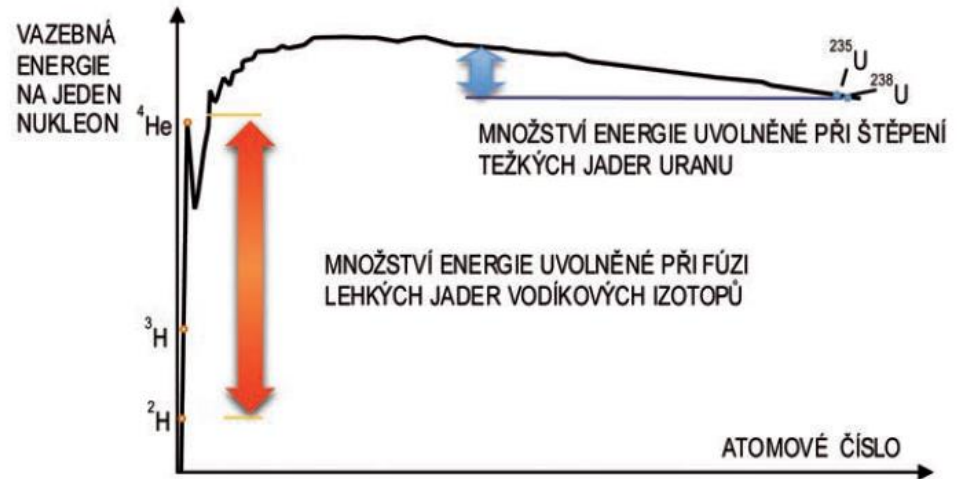 VAZEBNÁ
ENERGIE
NA JEDEN
NUKLEON
⁴He
³H
²H
²³⁵U
²³⁸U
MNOŽSTVÍ ENERGIE UVOLNĚNÉ PŘI ŠTĚPENÍ
TEŽKÝCH JADER URANU
MNOŽSTVÍ ENERGIE UVOLNĚNÉ PŘI FÚZI
LEHKÝCH JADER VODÍKOVÝCH IZOTOPŮ
ATOMOVÉ ČÍSLO